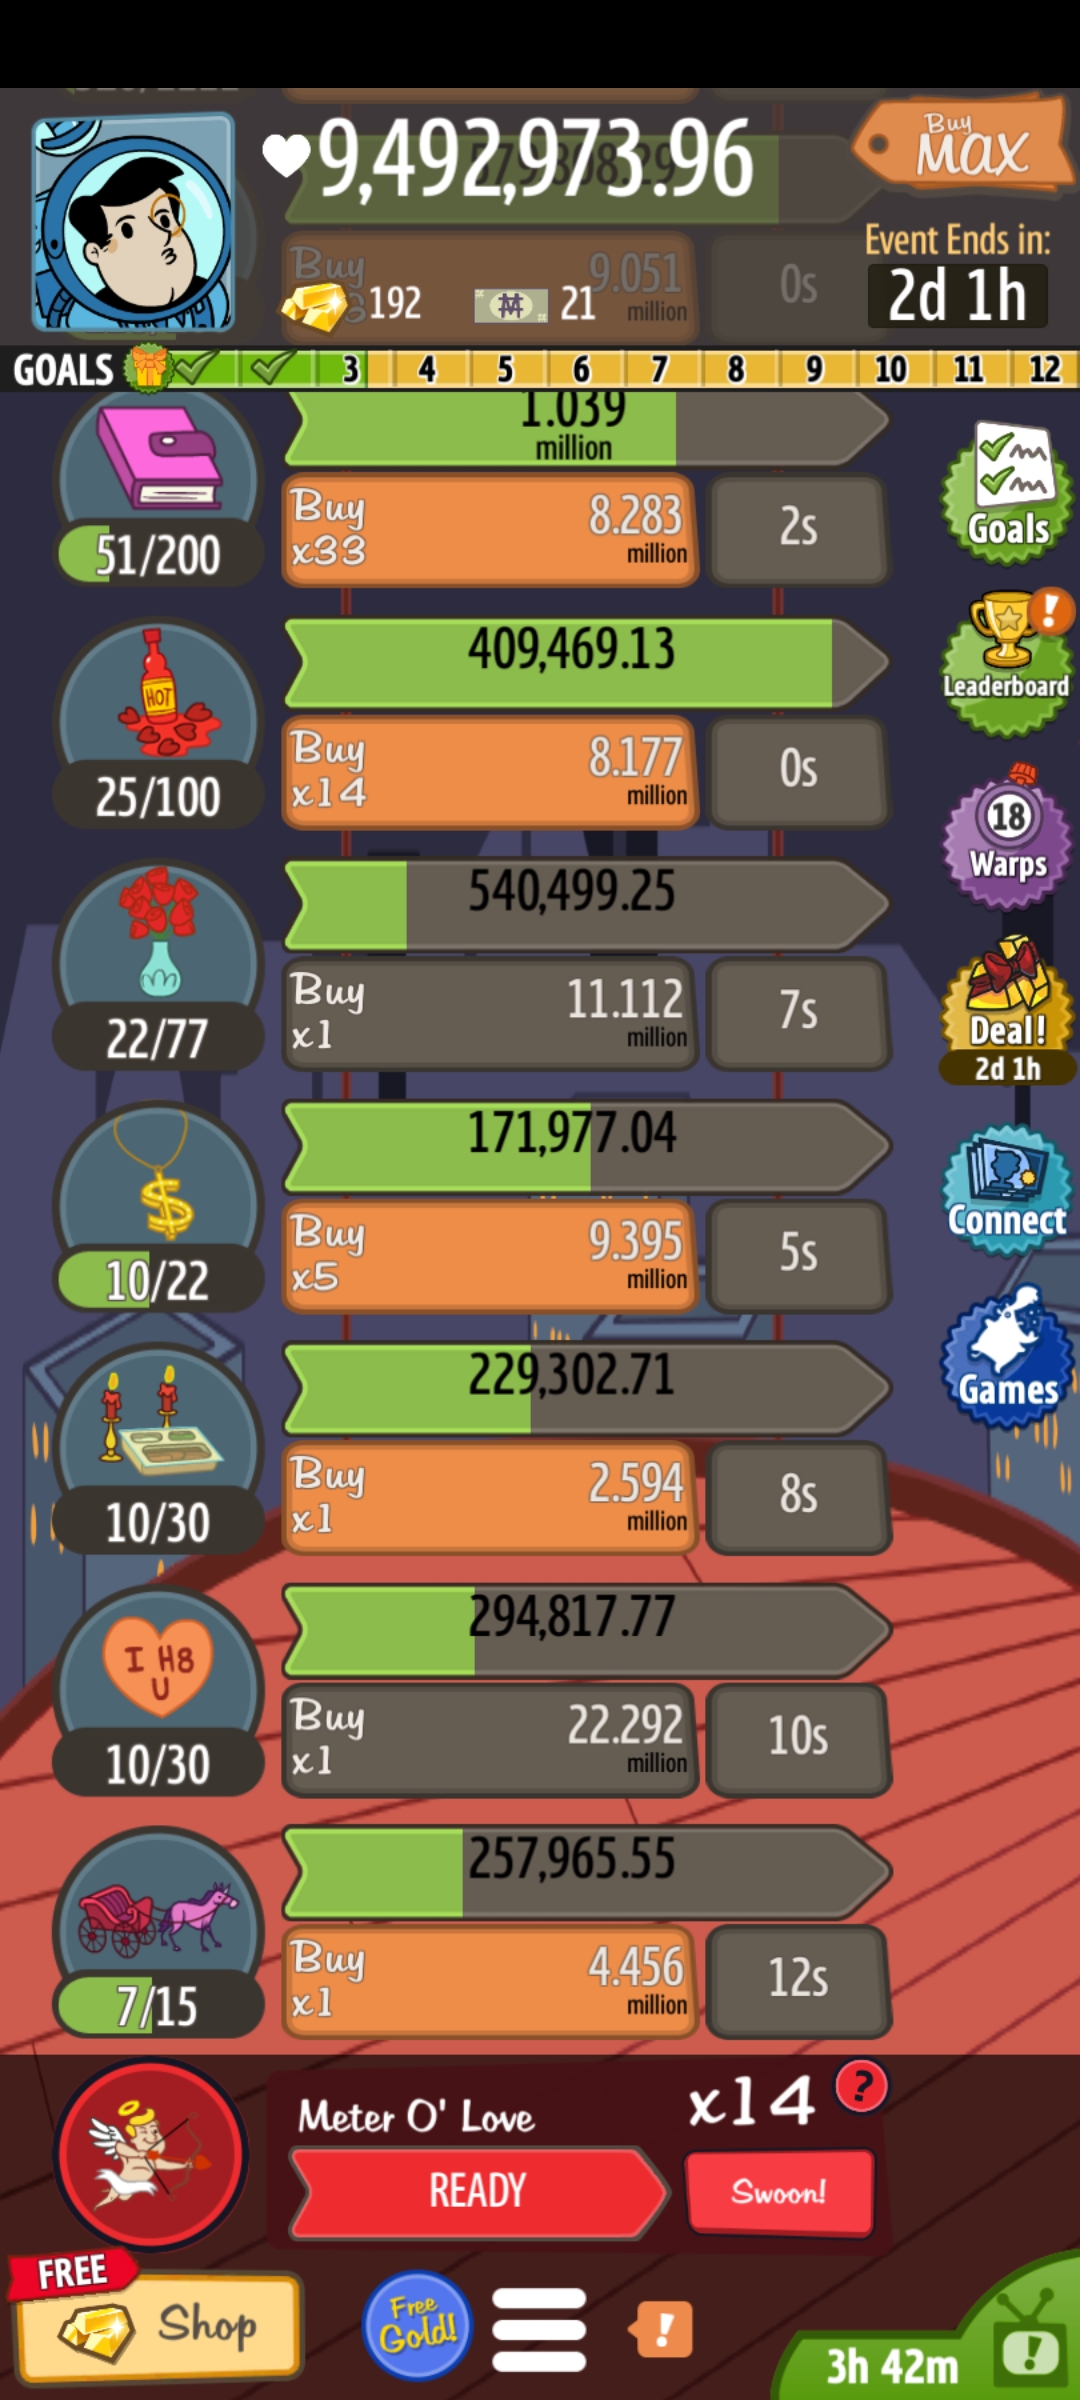 9,492,973.96
Buy
MAX
Event Ends in:
2d 1h
579,808.29
Buy
9.051
million
0s
192
21
GOALS 3 4 5 6 7 8 9 10 11 12
1.039
million
51/200
Buy
x33
8.283
million
2s
Goals
409,469.13
HOT
25/100
Buy
x14
8.177
million
0s
Leaderboard
540,499.25
22/77
Buy
x1
11.112
million
7s
18
Warps
Deal!
2d 1h
171,977.04
10/22
Buy
x5
9.395
million
5s
Connect
229,302.71
10/30
Buy
x1
2.594
million
8s
Games
294,817.77
I H8
U
10/30
Buy
x1
22.292
million
10s
257,965.55
7/15
Buy
x1
4.456
million
12s
Meter O' Love
x14
?
READY
Swoon!
FREE
Shop
Free
Gold!
!
3h 42m
!